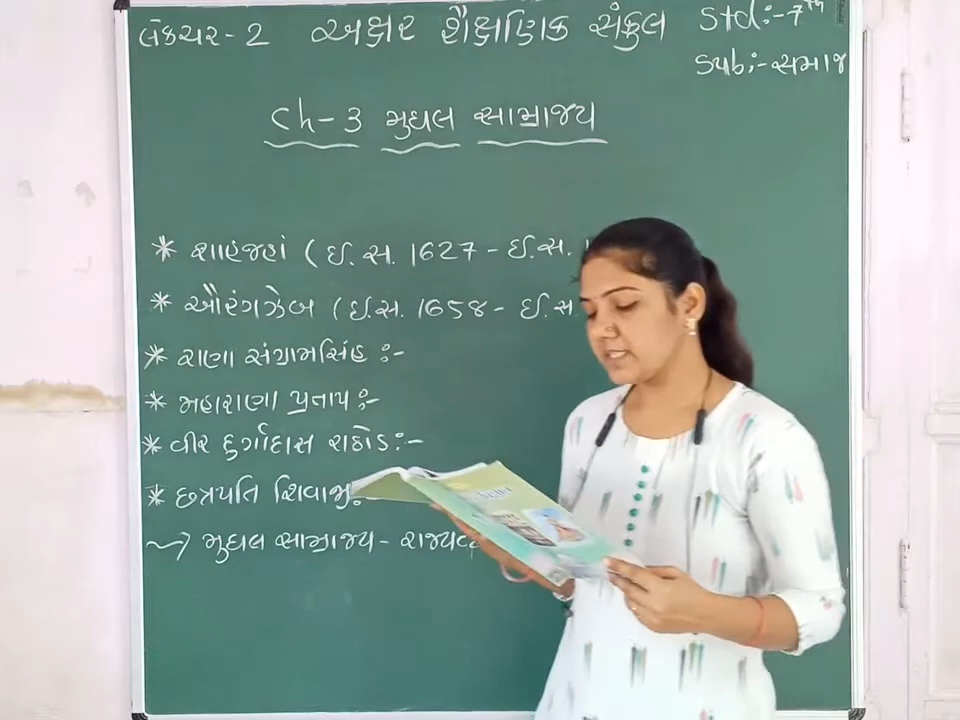 લેકચર - 2 અક્ષર શૈક્ષણિક સંકુલ Std:- 7th
Sub:- સમાજ
Ch - 3 મુઘલ સામ્રાજ્ય
* શાહજહાં ( ઈ.સ. 1627 - ઈ.સ.
* ઔરંગઝેબ ( ઈ.સ. 1658 - ઈ.સ.
* રાણા સંગ્રામસિંહ :-
* મહારાણા પ્રતાપ :-
* વીર દુર્ગાદાસ રાઠોડ :-
* છત્રપતિ શિવાજી :
→ મુઘલ સામ્રાજ્ય -